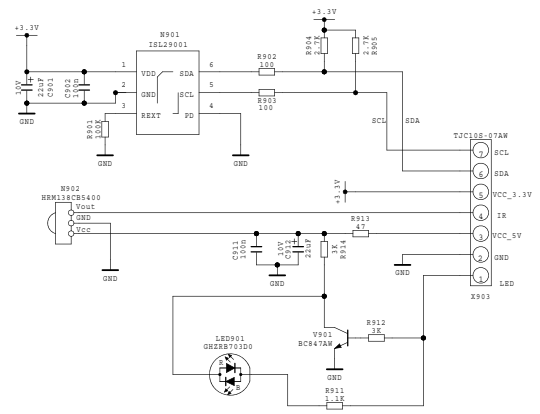 +3.3V
N901
ISL29001
+3.3V
R904
2.7K
2.7K
R905
10V
22uF
C901
C902
100n
1 VDD SDA 6
2 GND SCL 5
3 REXT PD 4
R902
100
R903
100
GND
R901
100K
GND
GND
SCL SDA
TJC10S-07AW
7 SCL
6 SDA
5 VCC_3.3V
4 IR
3 VCC_5V
2 GND
1 LED
X903
+3.3V
N902
HRM138CB5400
Vout
GND
Vcc
R913
47
C911
100n
10V
C912
22uF
3K
R914
GND
GND
GND
V901
BC847AW
R912
3K
GND
LED901
GHZRB703D0
R
B
R911
1.1K